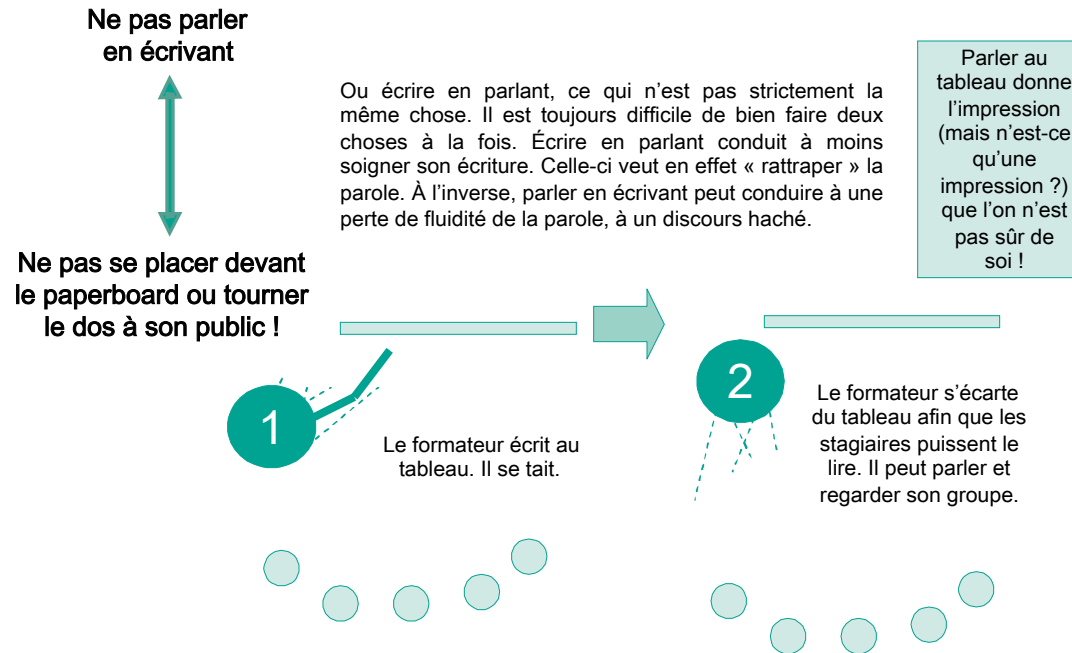 Ne pas parler
en écrivant
Ou écrire en parlant, ce qui n’est pas strictement la
même chose. Il est toujours difficile de bien faire deux
choses à la fois. Écrire en parlant conduit à moins
soigner son écriture. Celle-ci veut en effet « rattraper » la
parole. À l’inverse, parler en écrivant peut conduire à une
perte de fluidité de la parole, à un discours haché.
Parler au
tableau donne
l’impression
(mais n’est-ce
qu’une
impression ?)
que l’on n’est
pas sûr de
soi !
Ne pas se placer devant
le paperboard ou tourner
le dos à son public !
1
Le formateur écrit au
tableau. Il se tait.
2
Le formateur s’écarte
du tableau afin que les
stagiaires puissent le
lire. Il peut parler et
regarder son groupe.